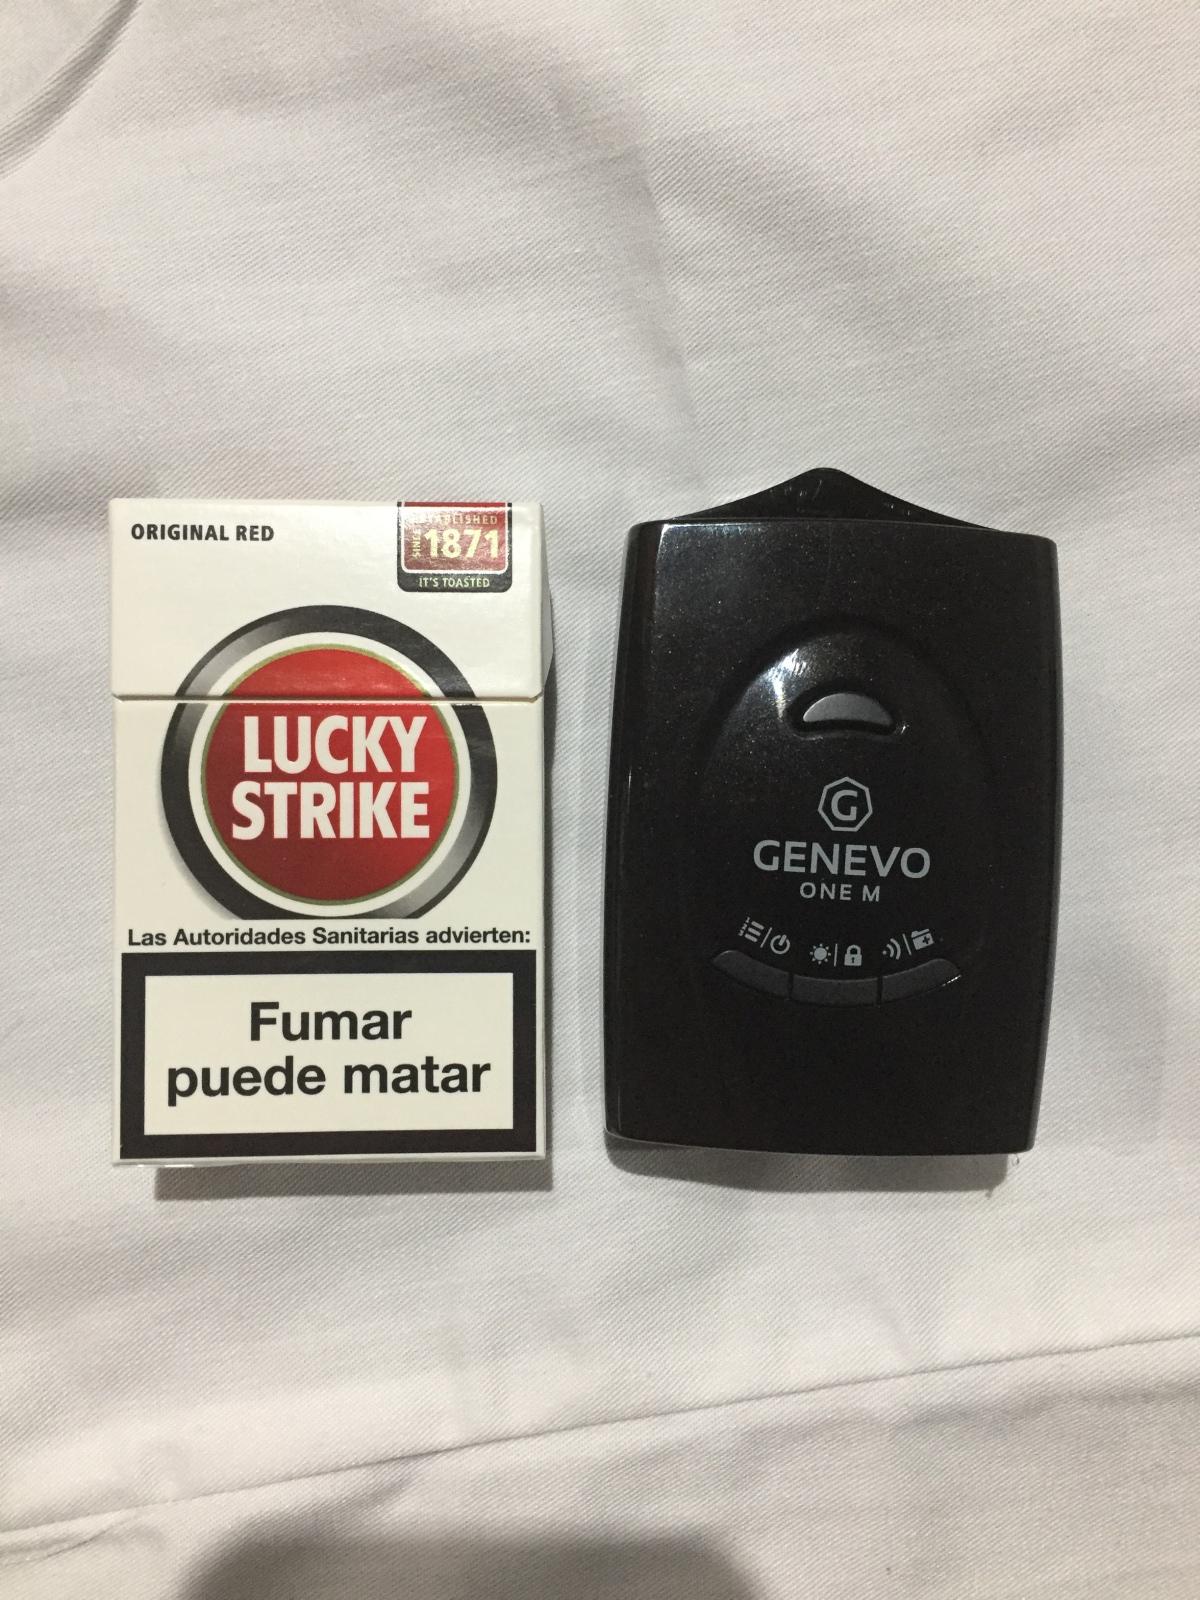 ORIGINAL RED
ESTABLISHED
SINCE 1871
IT'S TOASTED
LUCKY
STRIKE
Las Autoridades Sanitarias advierten:
Fumar
puede matar
G
GENEVO
ONE M